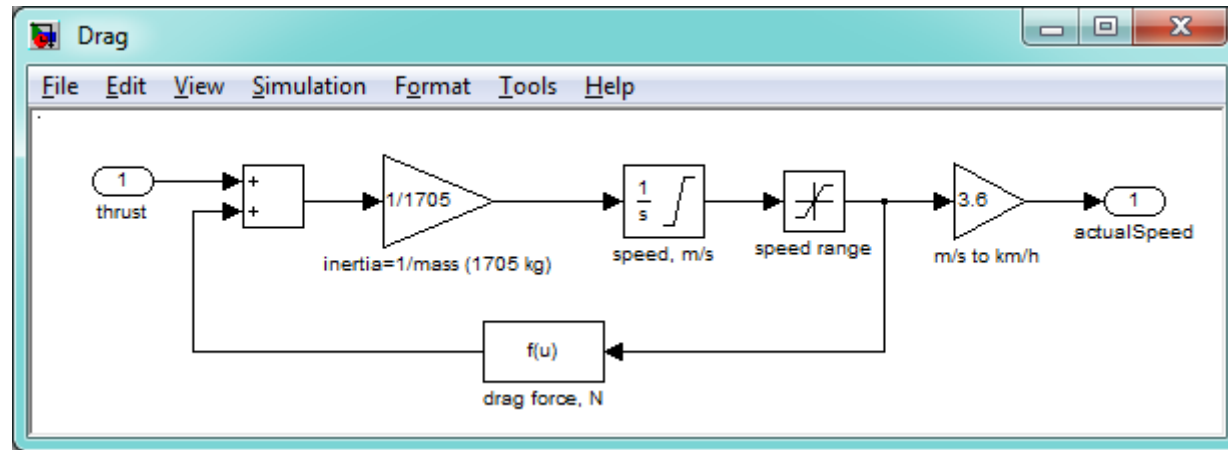 Drag
File Edit View Simulation Format Tools Help
1
thrust
+
+
1/1705
inertia=1/mass (1705 kg)
1
s
speed, m/s
speed range
3.6
m/s to km/h
1
actualSpeed
f(u)
drag force, N